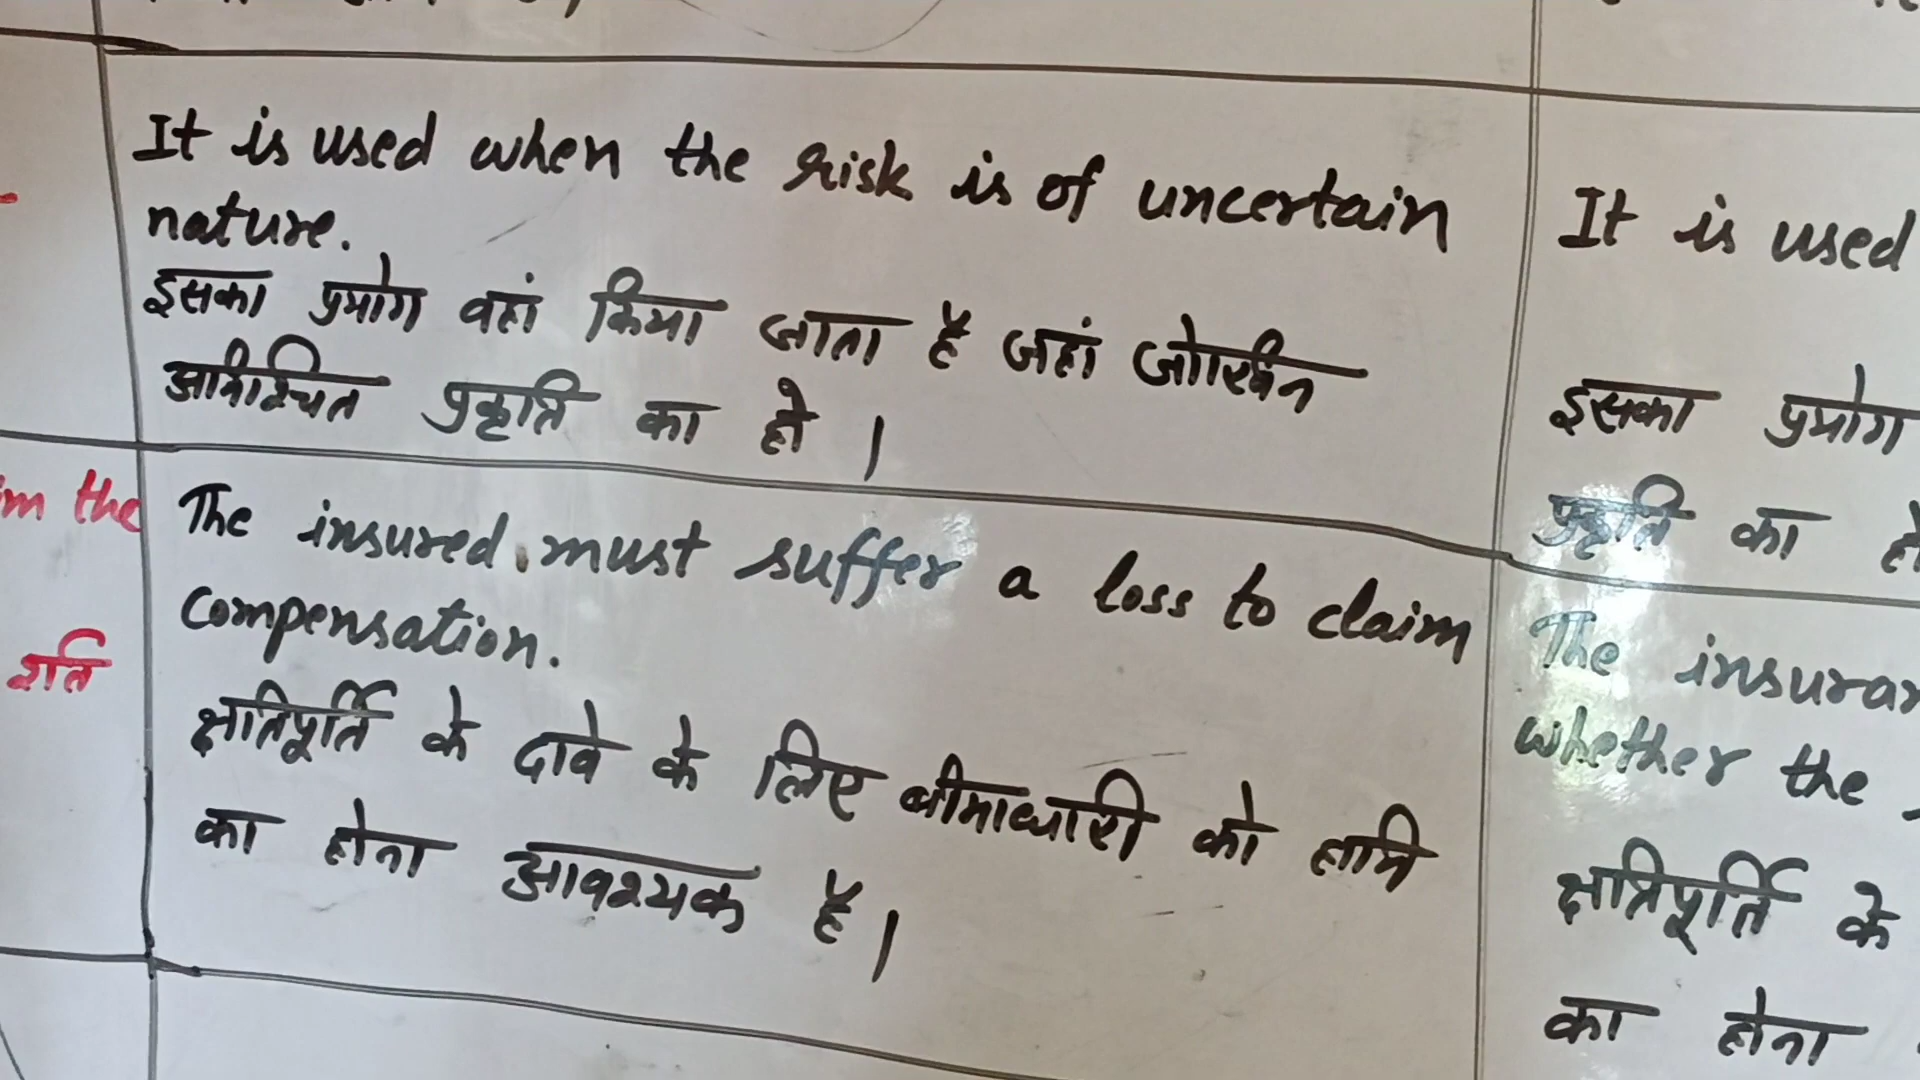 It is used when the risk is of uncertain
nature.
इसका प्रयोग वहां किया जाता है जहां जोखिम
अनिश्चित प्रकृति का हो ।
m the
The insured must suffer a loss to claim
compensation.
क्षतिपूर्ति के दावे के लिए बीमाधारी को हानि
का होना आवश्यक है ।
It is used
इसका प्रयोग
प्रकृति का
The
whether the
क्षतिपूर्ति के
का होना